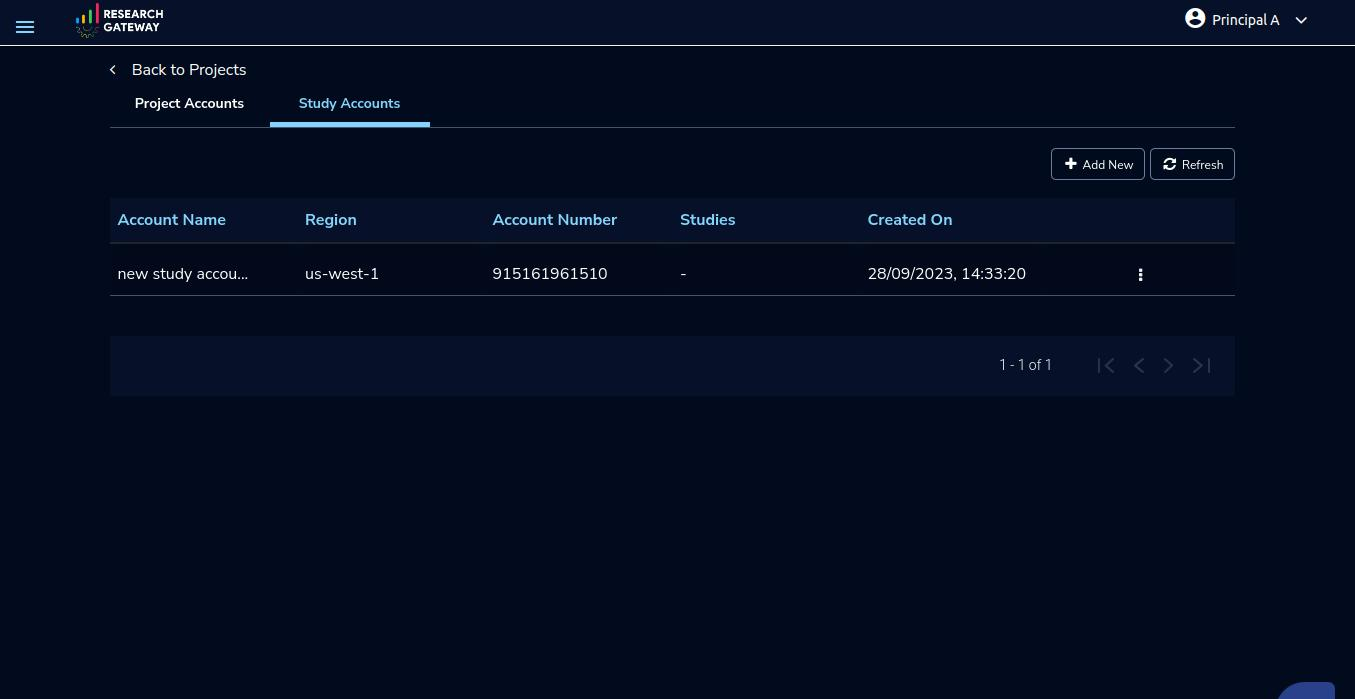 RESEARCH
GATEWAY
Principal A
Back to Projects
Project Accounts
Study Accounts
Add New
Refresh
Account Name Region Account Number Studies Created On
new study accou... us-west-1 915161961510 - 28/09/2023, 14:33:20
1 - 1 of 1